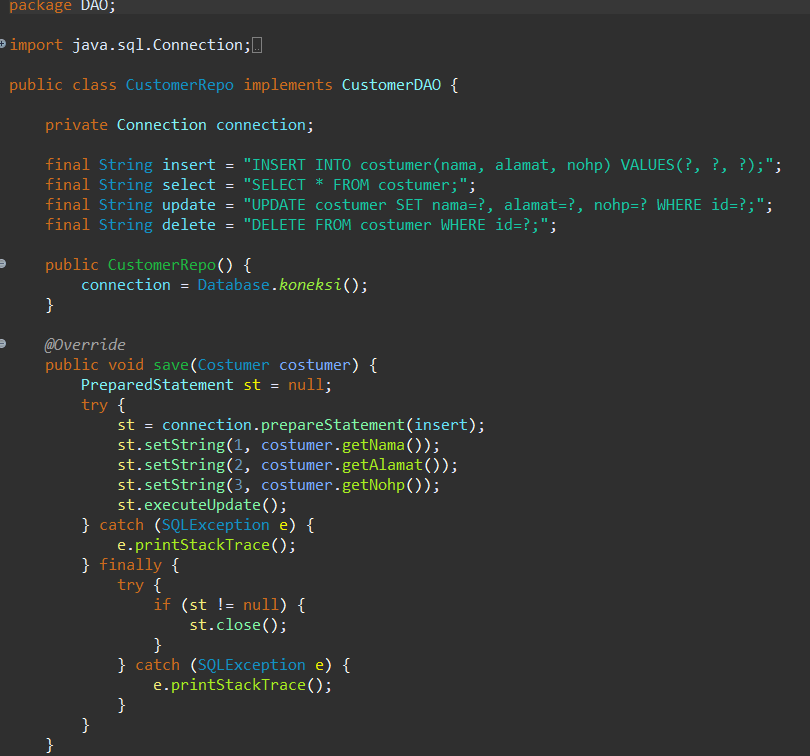 package DAO;
import java.sql.Connection;
public class CustomerRepo implements CustomerDAO {
private Connection connection;
final String insert = "INSERT INTO costumer(nama, alamat, nohp) VALUES(?, ?, ?);";
final String select = "SELECT * FROM costumer;";
final String update = "UPDATE costumer SET nama=?, alamat=?, nohp=? WHERE id=?;";
final String delete = "DELETE FROM costumer WHERE id=?;";
public CustomerRepo() {
connection = Database.koneksi();
}
@Override
public void save(Costumer costumer) {
PreparedStatement st = null;
try {
st = connection.prepareStatement(insert);
st.setString(1, costumer.getNama());
st.setString(2, costumer.getAlamat());
st.setString(3, costumer.getNohp());
st.executeUpdate();
} catch (SQLException e) {
e.printStackTrace();
} finally {
try {
if (st != null) {
st.close();
}
} catch (SQLException e) {
e.printStackTrace();
}
}
}